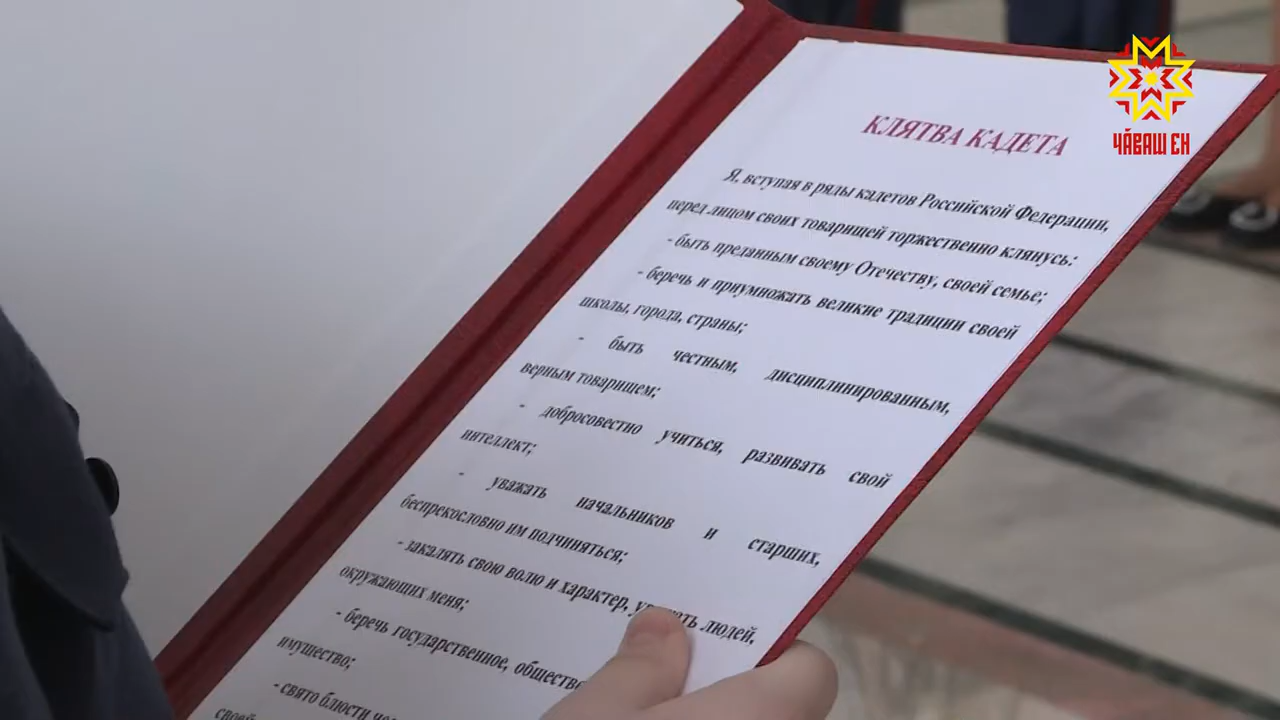 ЧӐВАШ ЕН
КЛЯТВА КАДЕТА
Я, вступая в ряды кадетов Российской Федерации,
перед лицом своих товарищей торжественно клянусь:
- быть преданным своему Отечеству, своей семье;
- беречь и приумножать великие традиции своей
школы, города, страны;
- быть честным, дисциплинированным,
верным товарищем;
- добросовестно учиться, развивать свой
интеллект;
- уважать начальников и старших,
беспрекословно им подчиняться;
- закалять свою волю и характер, людей,
окружающих меня;
- беречь государственное,
имущество;
- свято блюсти
своей